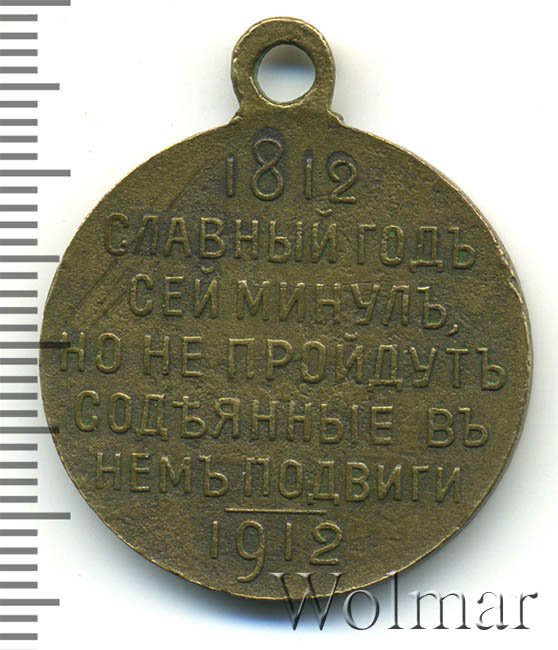 1812
СЛАВНЫЙ ГОДЪ
СЕЙ МИНУЛЪ,
НО НЕ ПРОЙДУТЪ
СОДѢЯННЫЕ ВЪ
НЕМЪ ПОДВИГИ
1912
Wolmar